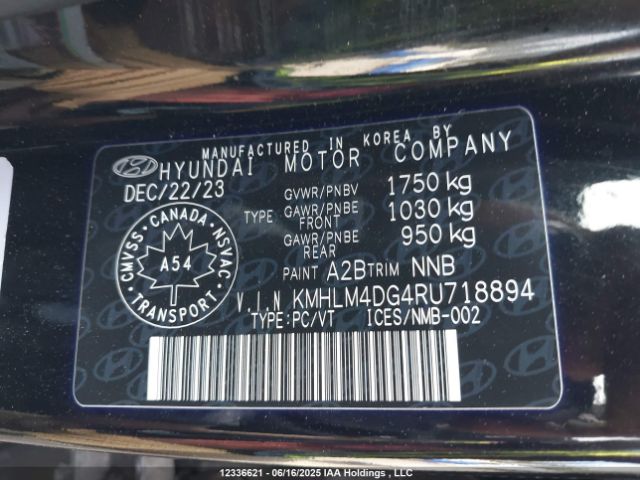 MANUFACTURED IN KOREA BY
HYUNDAI MOTOR COMPANY
DEC/22/23
GVWR/PNBV 1750 kg
TYPE GAWR/PNBE FRONT 1030 kg
GAWR/PNBE REAR 950 kg
CANADA
CMVSS NSVAC
A54
TRANSPORT
PAINT A2B TRIM NNB
V.I.N KMHLM4DG4RU718894
TYPE:PC/VT ICES/NMB-002
12336621 - 06/16/2025 IAA Holdings , LLC